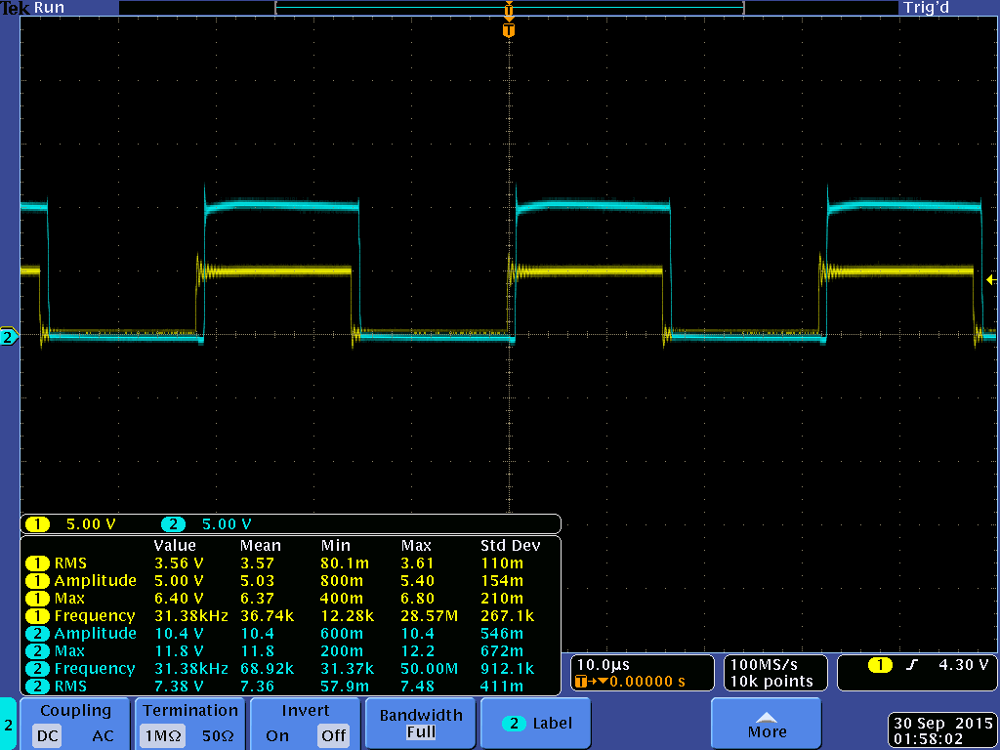 Tek Run Trig'd
T
T
2
1 5.00 V 2 5.00 V
Value Mean Min Max Std Dev
1 RMS 3.56 V 3.57 80.1m 3.61 110m
1 Amplitude 5.00 V 5.03 800m 5.40 154m
1 Max 6.40 V 6.37 400m 6.80 210m
1 Frequency 31.38kHz 36.74k 12.28k 28.57M 267.1k
2 Amplitude 10.4 V 10.4 600m 10.4 546m
2 Max 11.8 V 11.8 200m 12.2 672m
2 Frequency 31.38kHz 68.92k 31.37k 50.00M 912.1k
2 RMS 7.38 V 7.36 57.9m 7.48 411m
10.0µs
T→▼0.00000 s
100MS/s
10k points
1 4.30 V
2
Coupling
DC AC
Termination
1MΩ 50Ω
Invert
On Off
Bandwidth
Full
2 Label
More
30 Sep 2015
01:58:02